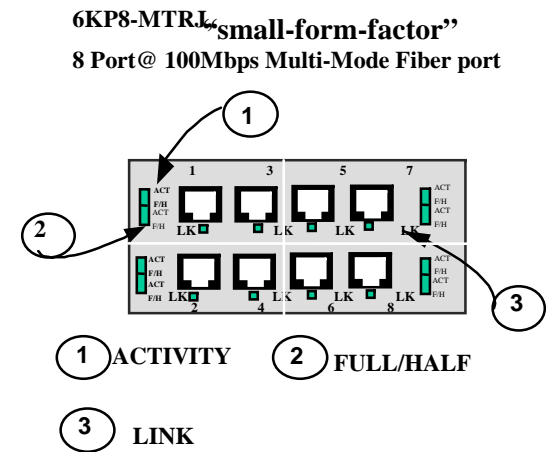 6KP8-MTRJ “small-form-factor”
8 Port@ 100Mbps Multi-Mode Fiber port
1
1 3 5 7
ACT ACT
F/H F/H
ACT ACT
F/H F/H
2
LK LK LK LK
ACT ACT
F/H F/H
ACT ACT
F/H F/H
LK LK LK LK
2 4 6 8
3
1 ACTIVITY 2 FULL/HALF
3 LINK